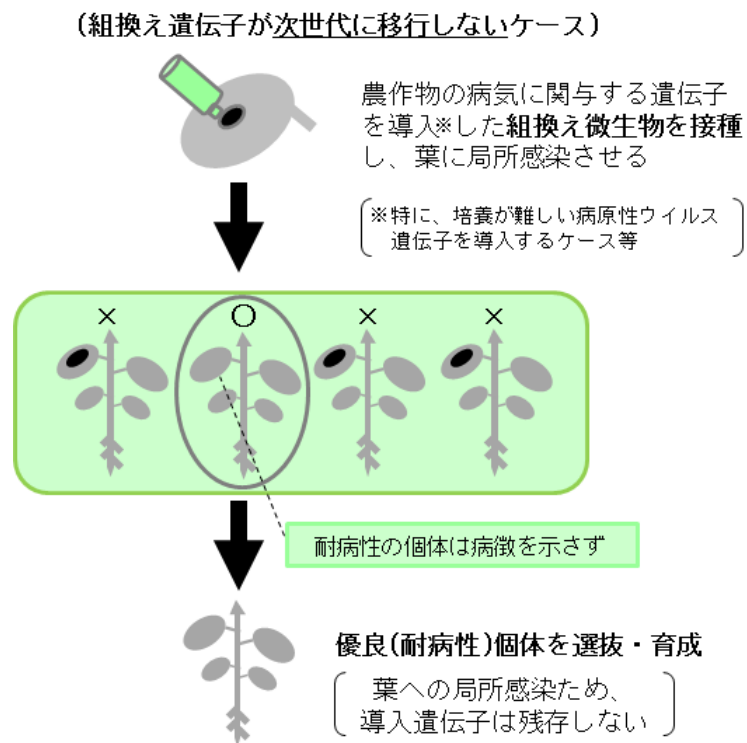 (組換え遺伝子が次世代に移行しないケース)
農作物の病気に関与する遺伝子
を導入※した組換え微生物を接種
し、葉に局所感染させる
※特に、培養が難しい病原性ウイルス
遺伝子を導入するケース等
× ○ × ×
耐病性の個体は病徴を示さず
優良(耐病性)個体を選抜・育成
葉への局所感染ため、
導入遺伝子は残存しない